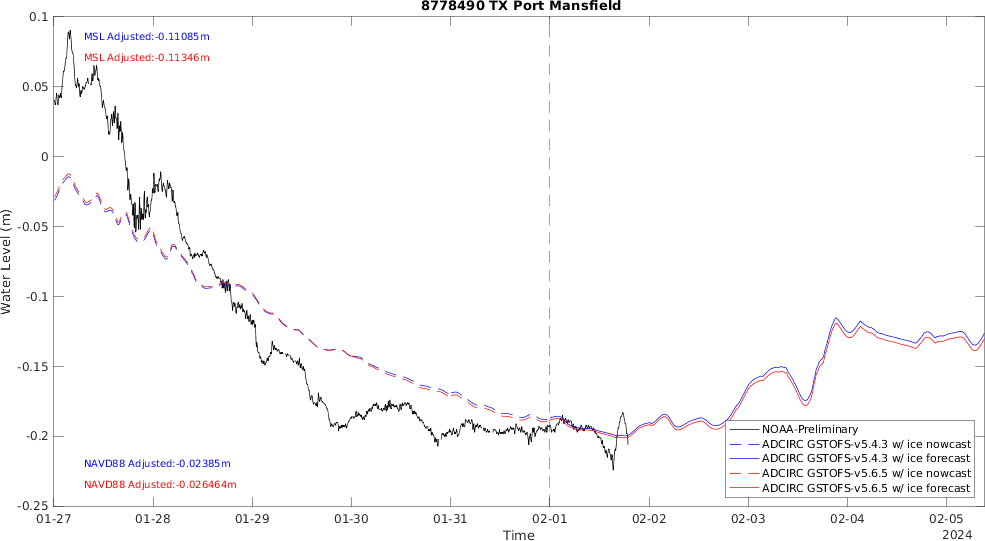 8778490 TX Port Mansfield
MSL Adjusted:-0.11085m
MSL Adjusted:-0.11346m
0.1
0.05
0
-0.05
-0.1
-0.15
-0.2
-0.25
Water Level (m)
NAVD88 Adjusted:-0.02385m
NAVD88 Adjusted:-0.026464m
NOAA-Preliminary
ADCIRC GSTOFS-v5.4.3 w/ ice nowcast
ADCIRC GSTOFS-v5.4.3 w/ ice forecast
ADCIRC GSTOFS-v5.6.5 w/ ice nowcast
ADCIRC GSTOFS-v5.6.5 w/ ice forecast
01-27 01-28 01-29 01-30 01-31 02-01 02-02 02-03 02-04 02-05
Time
2024